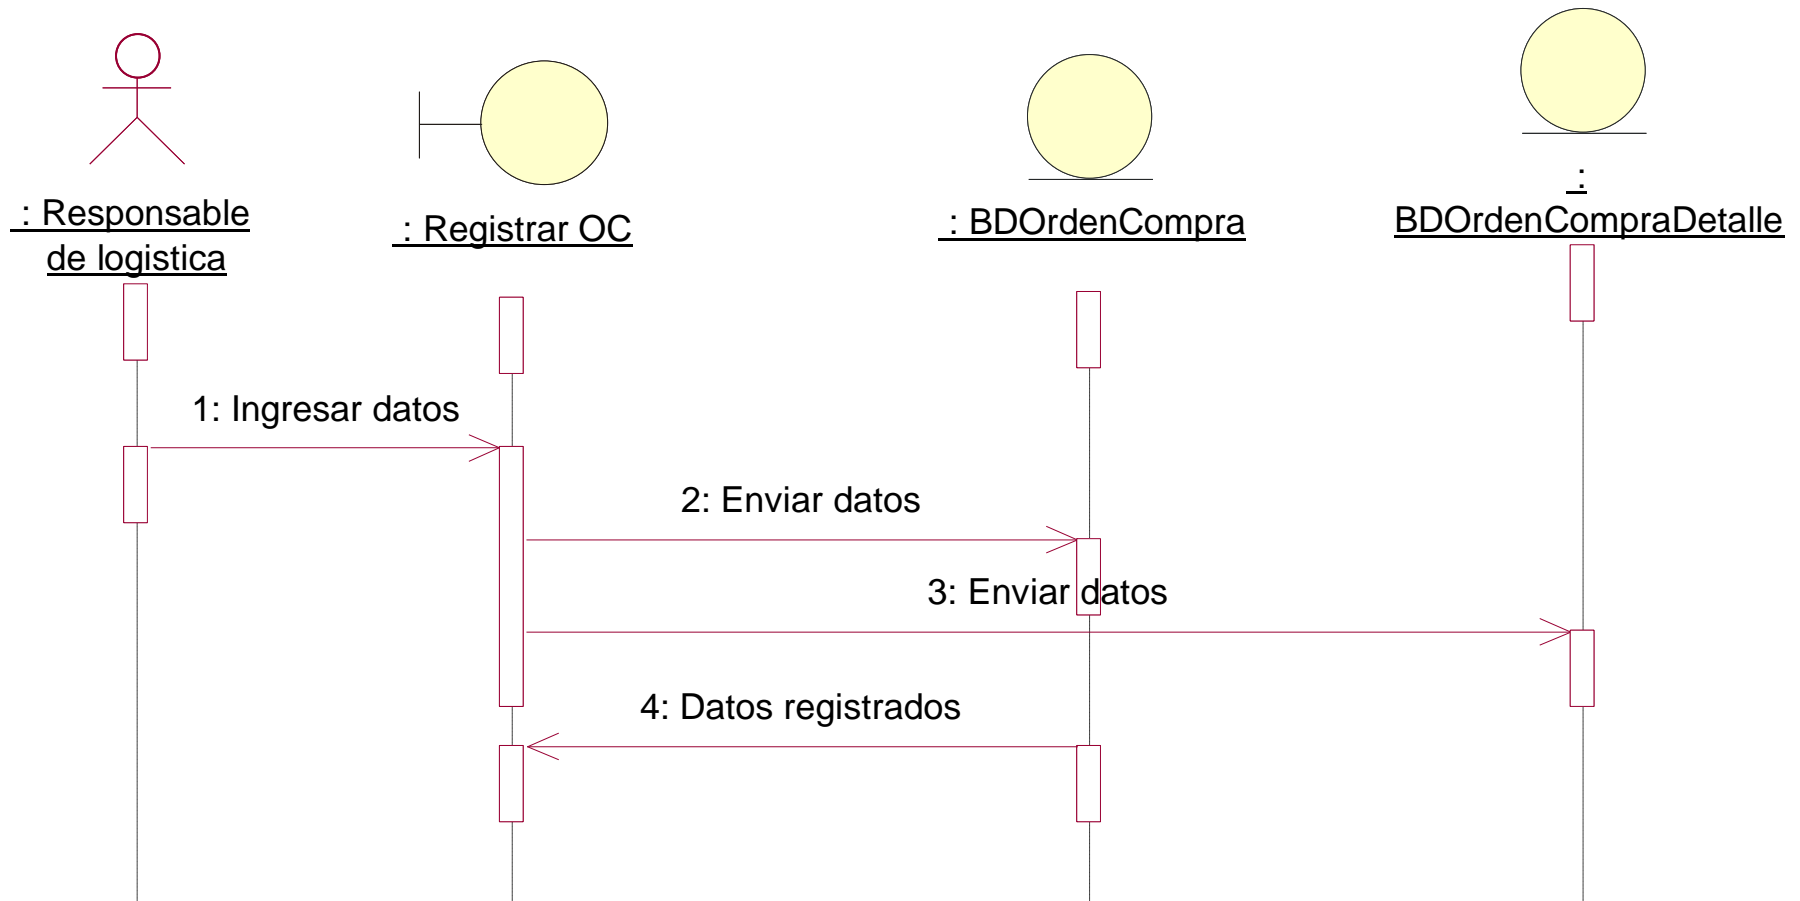 : Responsable
de logistica
: Registrar OC
: BDOrdenCompra
:
BDOrdenCompraDetalle
1: Ingresar datos
2: Enviar datos
3: Enviar datos
4: Datos registrados